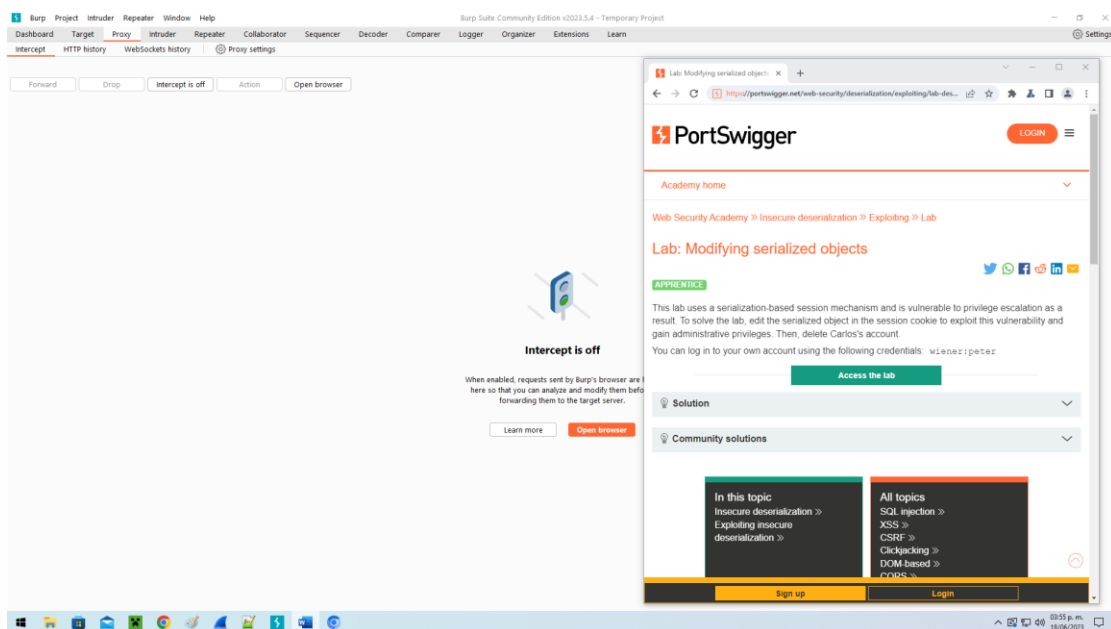 Burp Project Intruder Repeater Window Help
Burp Suite Community Edition v2023.5.4 - Temporary Project
Dashboard Target Proxy Intruder Repeater Collaborator Sequencer Decoder Comparer Logger Organizer Extensions Learn
Settings
Intercept HTTP history WebSockets history Proxy settings
Forward Drop Intercept is off Action Open browser
Intercept is off
When enabled, requests sent by Burp's browser are
here so that you can analyze and modify them
forwarding them to the target server.
Learn more Open browser
Lab: Modifying serialized objects
https://portswigger.net/web-security/deserialization/exploiting/lab-des...
PortSwigger
LOGIN
Academy home
Web Security Academy » Insecure deserialization » Exploiting » Lab
Lab: Modifying serialized objects
APPRENTICE
This lab uses a serialization-based session mechanism and is vulnerable to privilege escalation as a
result. To solve the lab, edit the serialized object in the session cookie to exploit this vulnerability and
gain administrative privileges. Then, delete Carlos's account.
You can log in to your own account using the following credentials: wiener:peter
Access the lab
Solution
Community solutions
In this topic
Insecure deserialization »
Exploiting insecure
deserialization »
All topics
SQL injection »
XSS »
CSRF »
Clickjacking »
DOM-based »
CORS »
Sign up Login
03:55 p. m.
18/06/2023